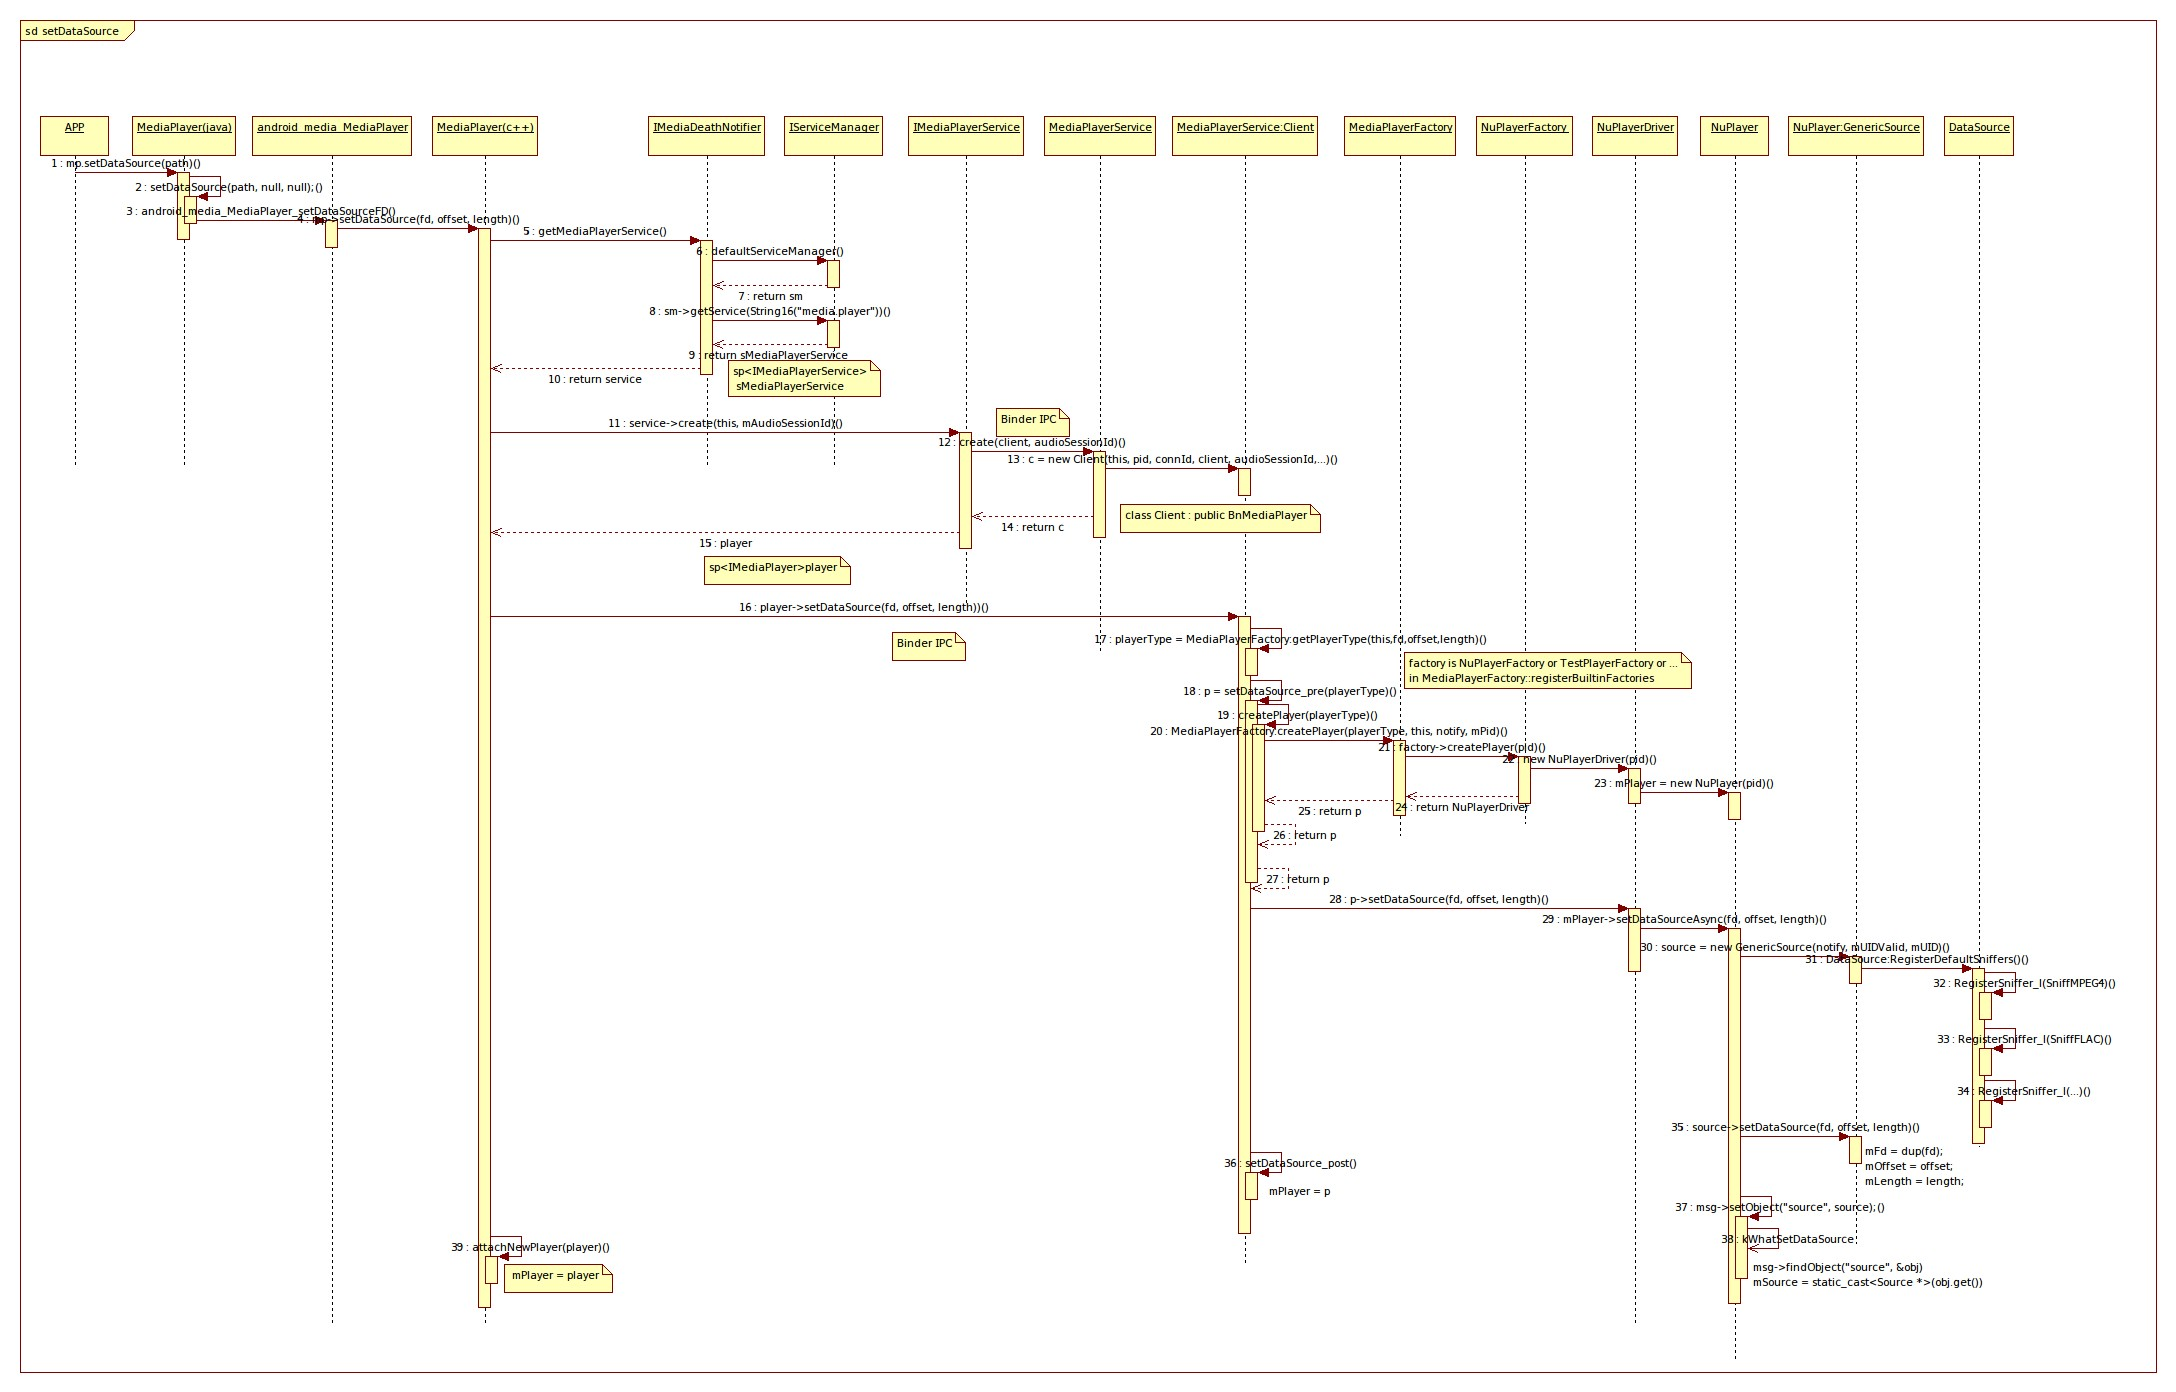 sd setDataSource
APP
MediaPlayer(java)
android_media_MediaPlayer
MediaPlayer(c++)
IMediaDeathNotifier
IServiceManager
IMediaPlayerService
MediaPlayerService
MediaPlayerService:Client
MediaPlayerFactory
NuPlayerFactory
NuPlayerDriver
NuPlayer
NuPlayer:GenericSource
DataSource
1 : mp.setDataSource(path)()
2 : setDataSource(path, null, null);()
3 : android_media_MediaPlayer_setDataSourceFD()
4 : mp->setDataSource(fd, offset, length)()
5 : getMediaPlayerService()
6 : defaultServiceManager()
7 : return sm
8 : sm->getService(String16("media.player"))()
9 : return sMediaPlayerService
sp<IMediaPlayerService>
sMediaPlayerService
10 : return service
Binder IPC
11 : service->create(this, mAudioSessionId)()
12 : create(client, audioSessionId)()
13 : c = new Client(this, pid, connId, client, audioSessionId,...)()
class Client : public BnMediaPlayer
14 : return c
15 : player
sp<IMediaPlayer>player
16 : player->setDataSource(fd, offset, length))()
Binder IPC
17 : playerType = MediaPlayerFactory:getPlayerType(this,fd,offset,length)()
factory is NuPlayerFactory or TestPlayerFactory or ...
in MediaPlayerFactory::registerBuiltinFactories
18 : p = setDataSource_pre(playerType)()
19 : createPlayer(playerType)()
20 : MediaPlayerFactory:createPlayer(playerType, this, notify, mPid)()
21 : factory->createPlayer(pid)()
22 : new NuPlayerDriver(pid)()
23 : mPlayer = new NuPlayer(pid)()
24 : return NuPlayerDriver
25 : return p
26 : return p
27 : return p
28 : p->setDataSource(fd, offset, length)()
29 : mPlayer->setDataSourceAsync(fd, offset, length)()
30 : source = new GenericSource(notify, mUIDValid, mUID)()
31 : DataSource:RegisterDefaultSniffers()()
32 : RegisterSniffer_l(SniffMPEG4)()
33 : RegisterSniffer_l(SniffFLAC)()
34 : RegisterSniffer_l(...)()
35 : source->setDataSource(fd, offset, length)()
mFd = dup(fd);
mOffset = offset;
mLength = length;
36 : setDataSource_post()
mPlayer = p
37 : msg->setObject("source", source);()
38 : kWhatSetDataSource
msg->findObject("source", &obj)
mSource = static_cast<Source *>(obj.get())
39 : attachNewPlayer(player)()
mPlayer = player